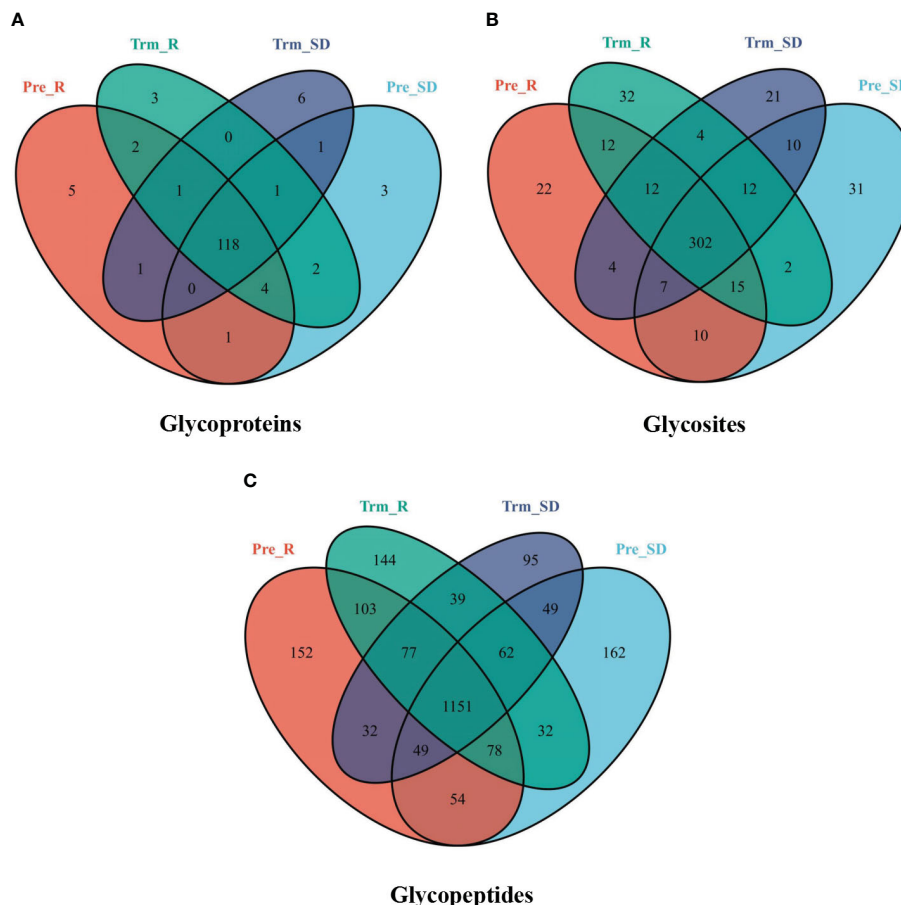 A
Trm_R
Trm_SD
Pre_R
Pre_SD
3
6
2
0
1
5
1
1
3
118
1
0
4
2
1
Glycoproteins
B
Trm_R
Trm_SD
Pre_R
Pre_SD
32
21
12
4
10
22
12
12
31
302
4
7
15
2
10
Glycosites
C
Trm_R
Trm_SD
Pre_R
Pre_SD
144
95
103
39
49
152
77
62
162
1151
32
49
78
32
54
Glycopeptides